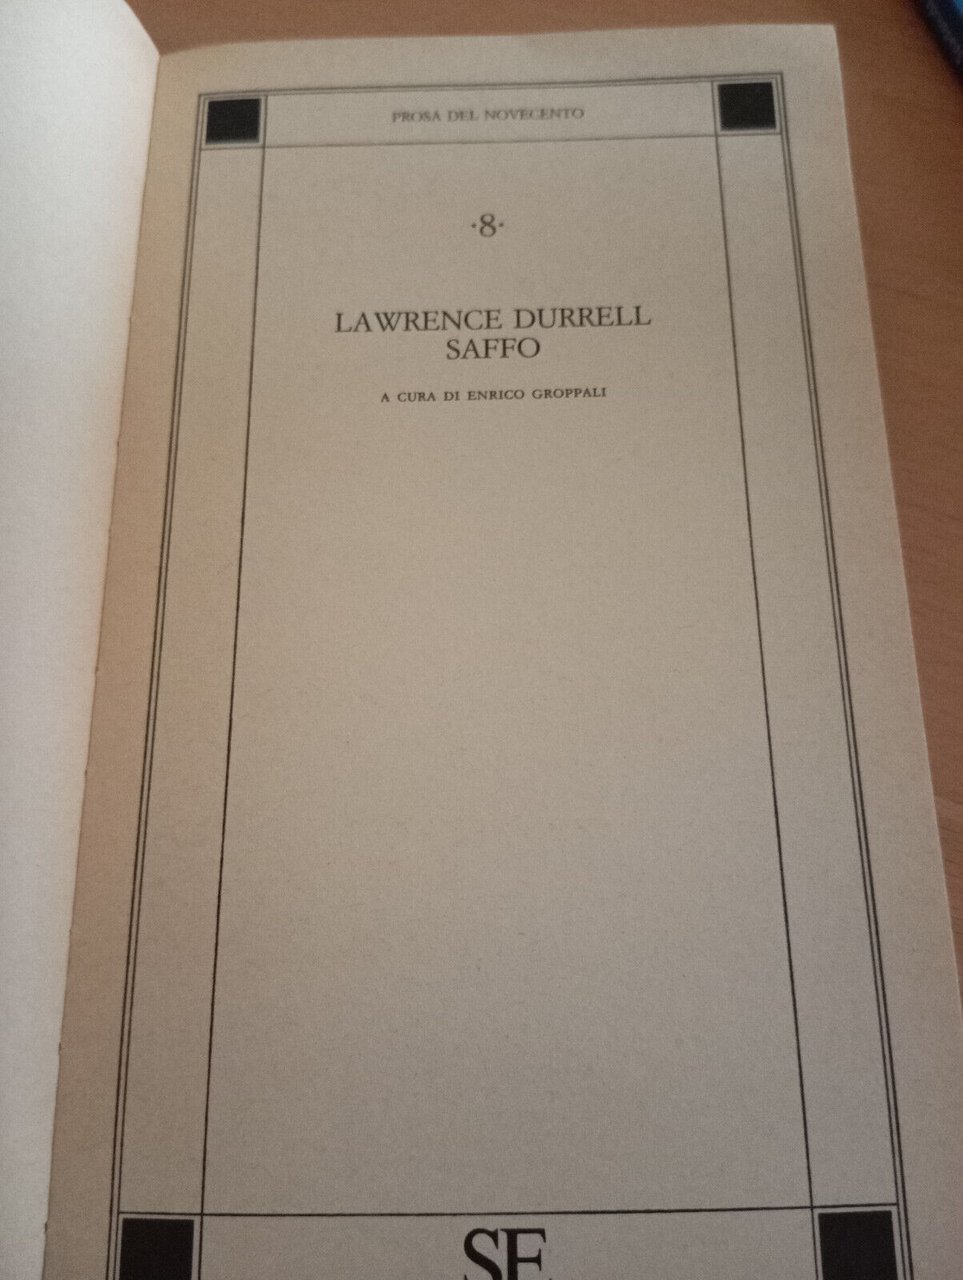 PROSA DEL NOVECENTO
·8·
LAWRENCE DURRELL
SAFFO
A CURA DI ENRICO GROPPALI
SE